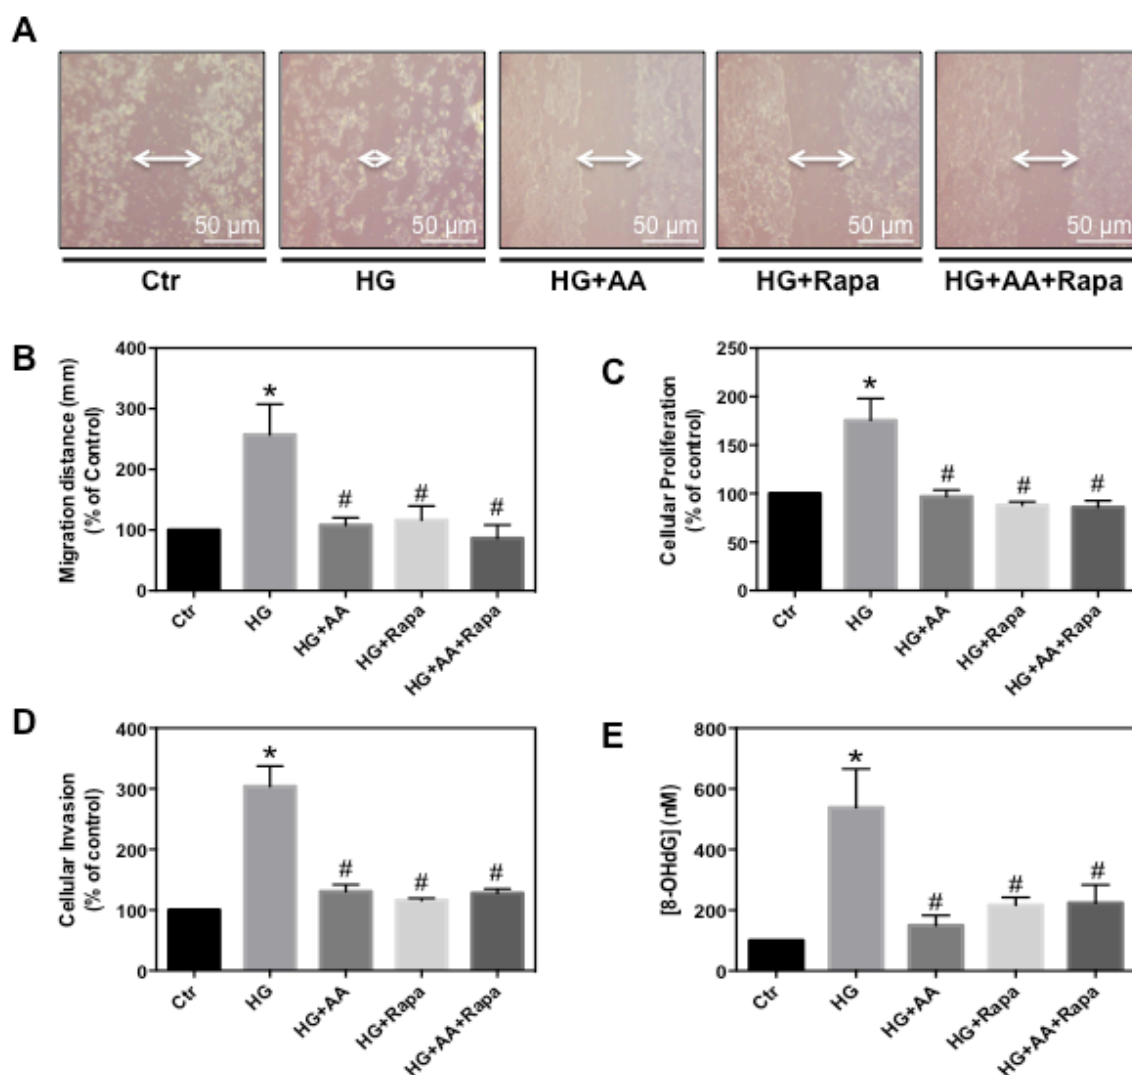 A
50 µm
50 µm
50 µm
50 µm
50 µm
Ctr
HG
HG+AA
HG+Rapa
HG+AA+Rapa
B
Migration distance (mm)
(% of Control)
400
300
200
100
0
*
#
#
#
Ctr
HG
HG+AA
HG+Rapa
HG+AA+Rapa
C
Cellular Proliferation
(% of control)
250
200
150
100
50
0
*
#
#
#
Ctr
HG
HG+AA
HG+Rapa
HG+AA+Rapa
D
Cellular Invasion
(% of control)
400
300
200
100
0
*
#
#
#
Ctr
HG
HG+AA
HG+Rapa
HG+AA+Rapa
E
[8-OHdG] (nM)
800
600
400
200
0
*
#
#
#
Ctr
HG
HG+AA
HG+Rapa
HG+AA+Rapa